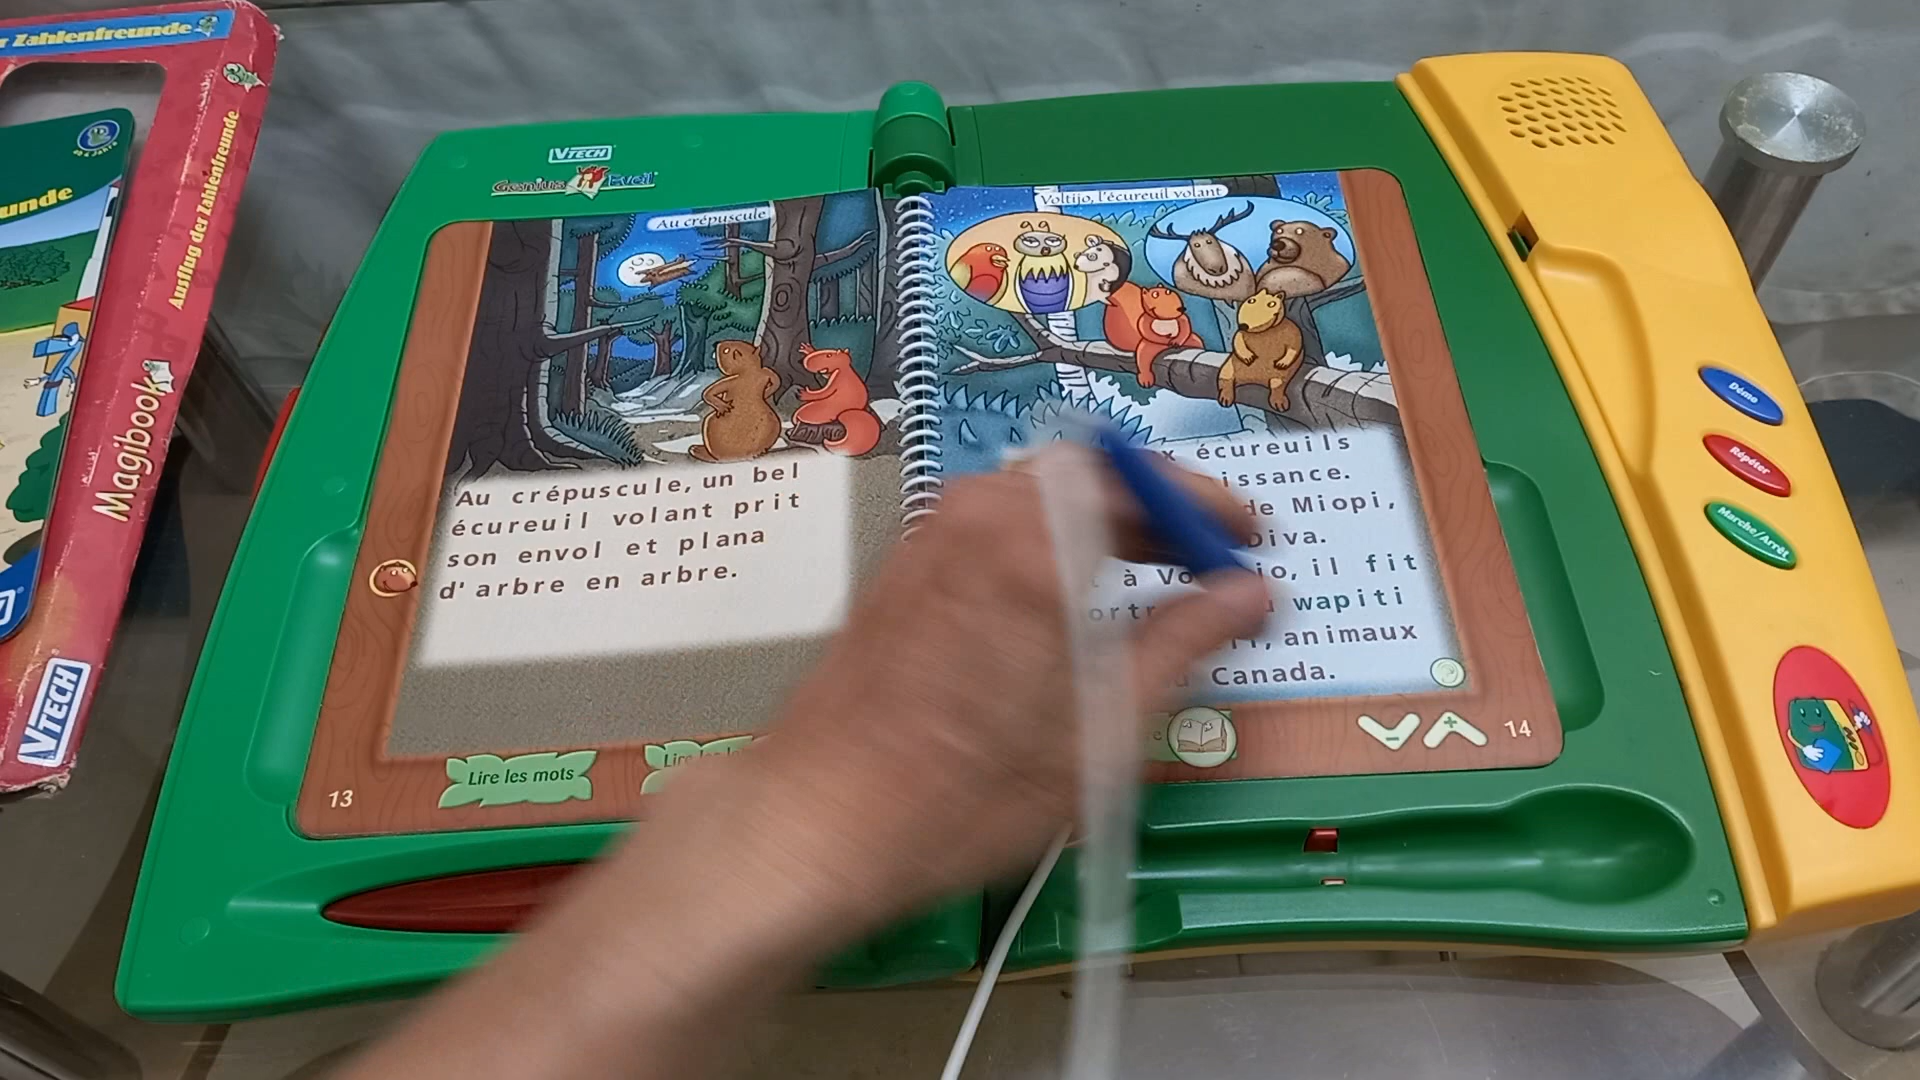 r Zahlenfreunde
unde
Ausflug der Zahlenfreunde
Magibook
VTECH
VTECH
Genius Eveil
Au crépuscule
Au crépuscule, un bel
écureuil volant prit
son envol et plana
d'arbre en arbre.
Lire les mots
13
Voltijo, l'écureuil volant
x écureuils
issance.
de Miopi,
Diva.
à il fit
wapiti
animaux
Canada.
14
Démo
Répéter
Marche/Arrêt